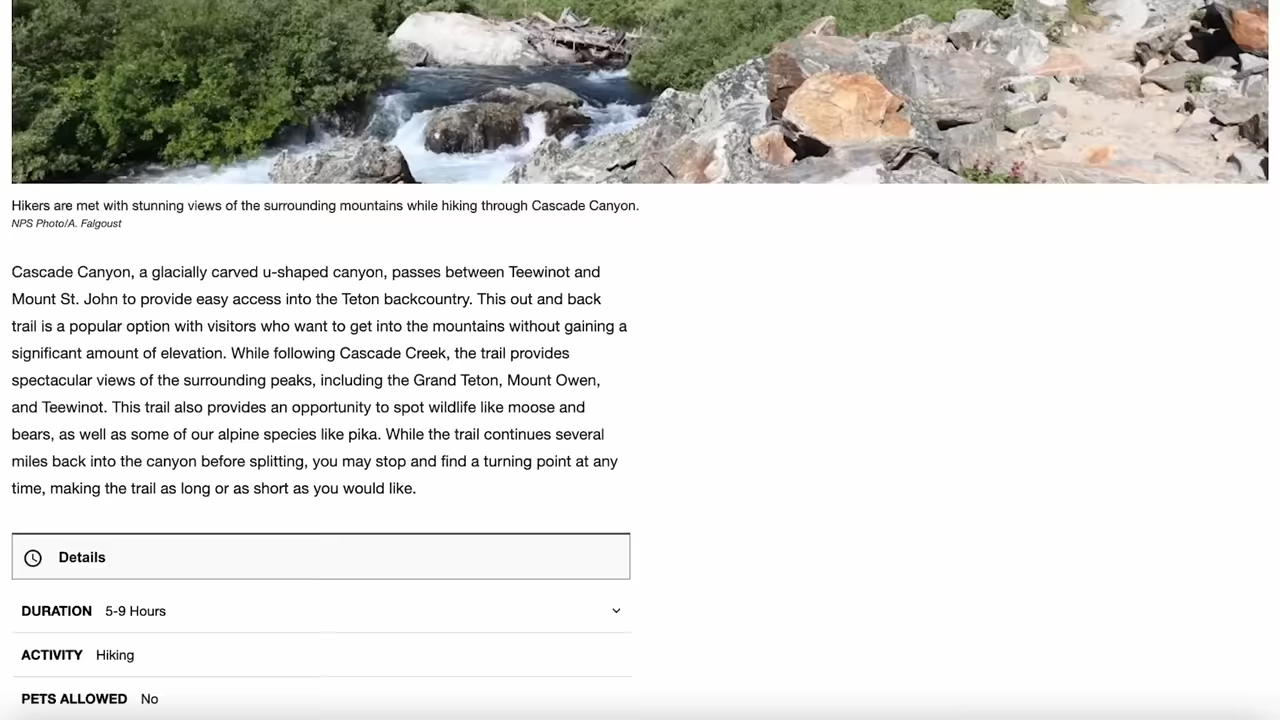 Hikers are met with stunning views of the surrounding mountains while hiking through Cascade Canyon.
NPS Photo/A. Falgoust
Cascade Canyon, a glacially carved u-shaped canyon, passes between Teewinot and
Mount St. John to provide easy access into the Teton backcountry. This out and back
trail is a popular option with visitors who want to get into the mountains without gaining a
significant amount of elevation. While following Cascade Creek, the trail provides
spectacular views of the surrounding peaks, including the Grand Teton, Mount Owen,
and Teewinot. This trail also provides an opportunity to spot wildlife like moose and
bears, as well as some of our alpine species like pika. While the trail continues several
miles back into the canyon before splitting, you may stop and find a turning point at any
time, making the trail as long or as short as you would like.
Details
DURATION 5-9 Hours
ACTIVITY Hiking
PETS ALLOWED No